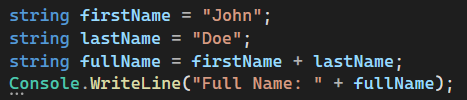 string firstName = "John";
string lastName = "Doe";
string fullName = firstName + lastName;
Console.WriteLine("Full Name: " + fullName);